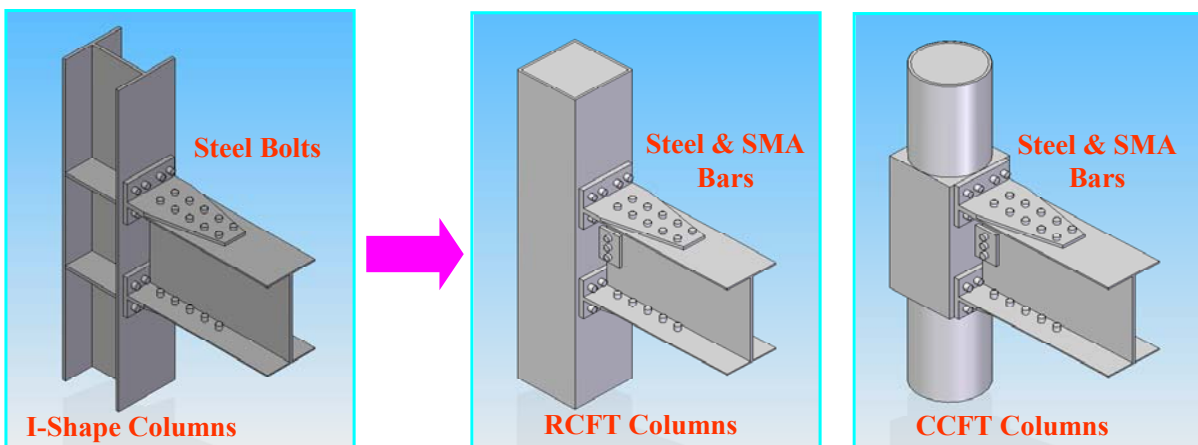 Steel Bolts
I-Shape Columns
Steel & SMA
Bars
RCFT Columns
Steel & SMA
Bars
CCFT Columns